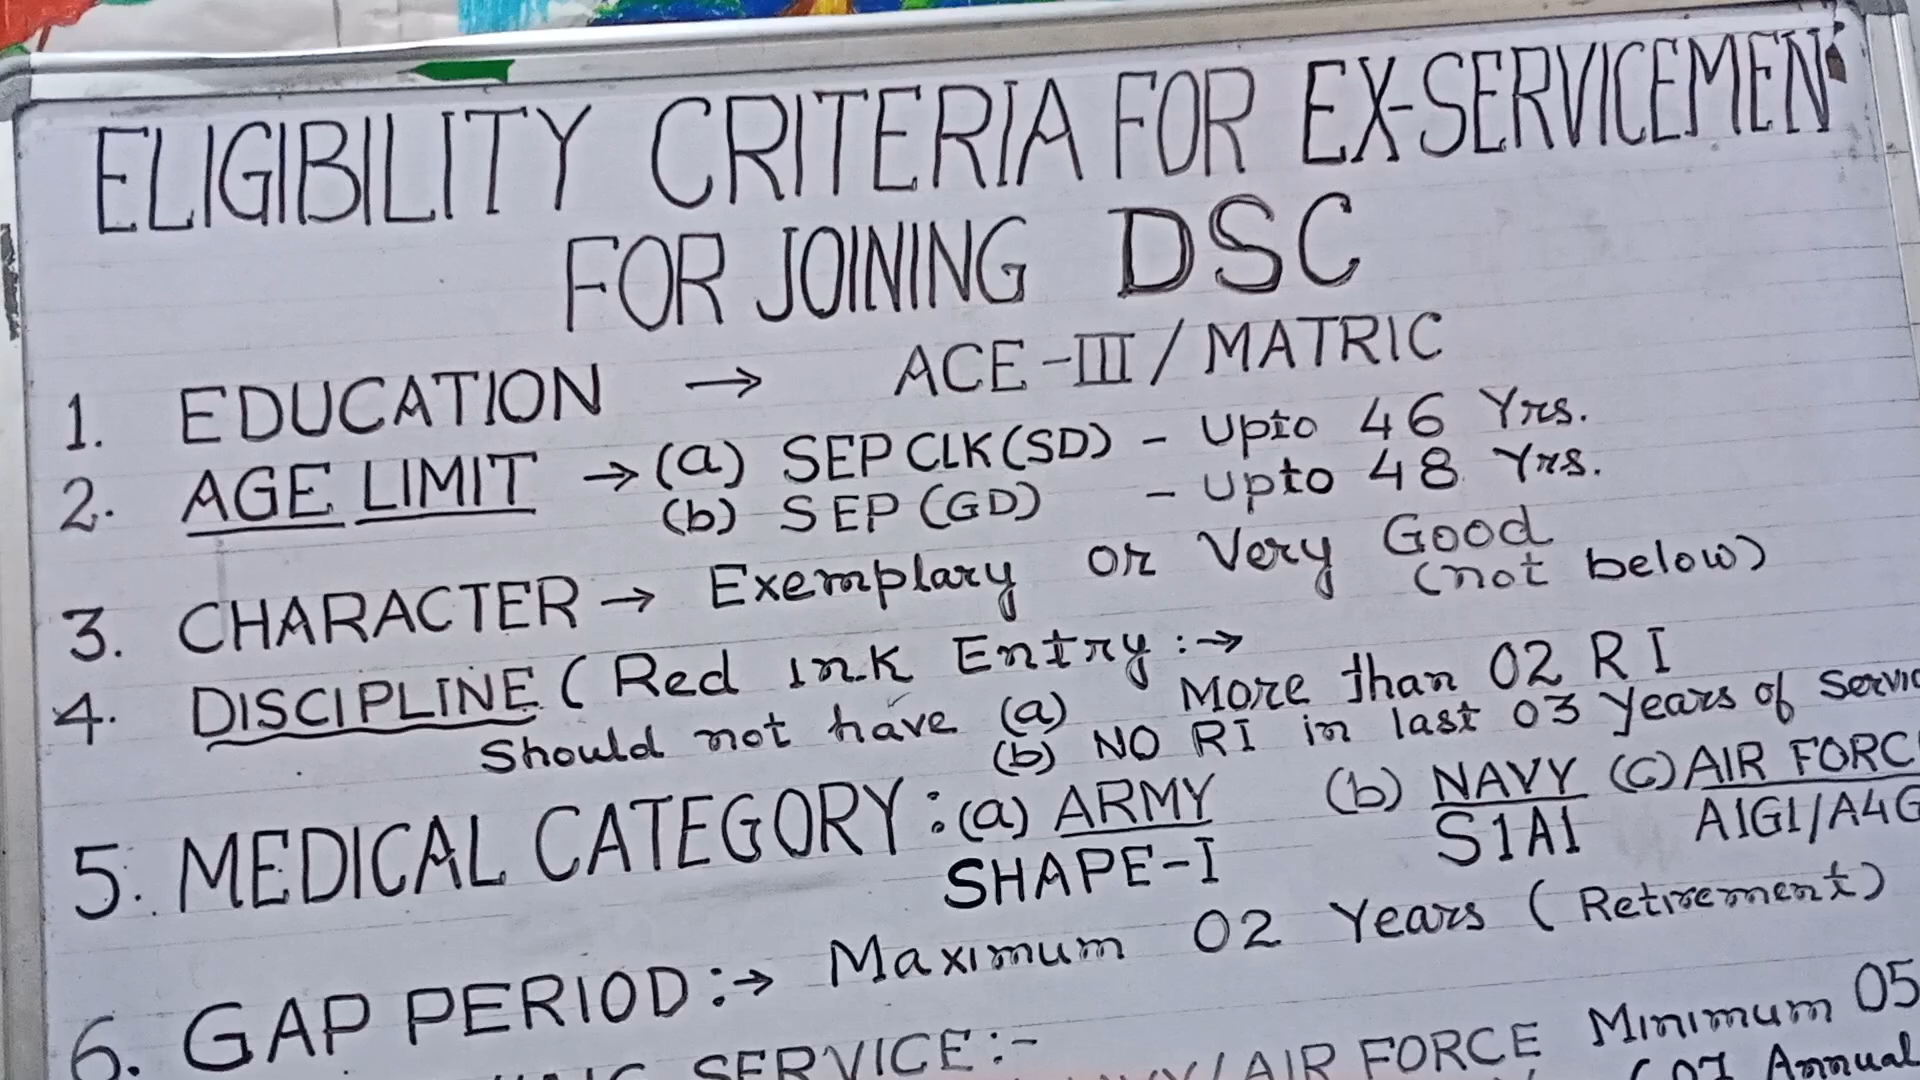 ELIGIBILITY CRITERIA FOR EX-SERVICEMEN
FOR JOINING DSC
1. EDUCATION → ACE-III / MATRIC
2. AGE LIMIT → (a) SEP CLK (SD) - Upto 46 Yrs.
(b) SEP (GD) - Upto 48 Yrs.
3. CHARACTER → Exemplary or Very Good
(not below)
4. DISCIPLINE ( Red Ink Entry :→
Should not have (a) More than 02 RI
(b) NO RI in last 03 years of Servic
5. MEDICAL CATEGORY : (a) ARMY (b) NAVY (C) AIR FORC
SHAPE-I S1A1 A1G1/A4G
6. GAP PERIOD :→ Maximum 02 Years ( Retirement )
SERVICE :-
/ AIR FORCE Minimum 05
Annual